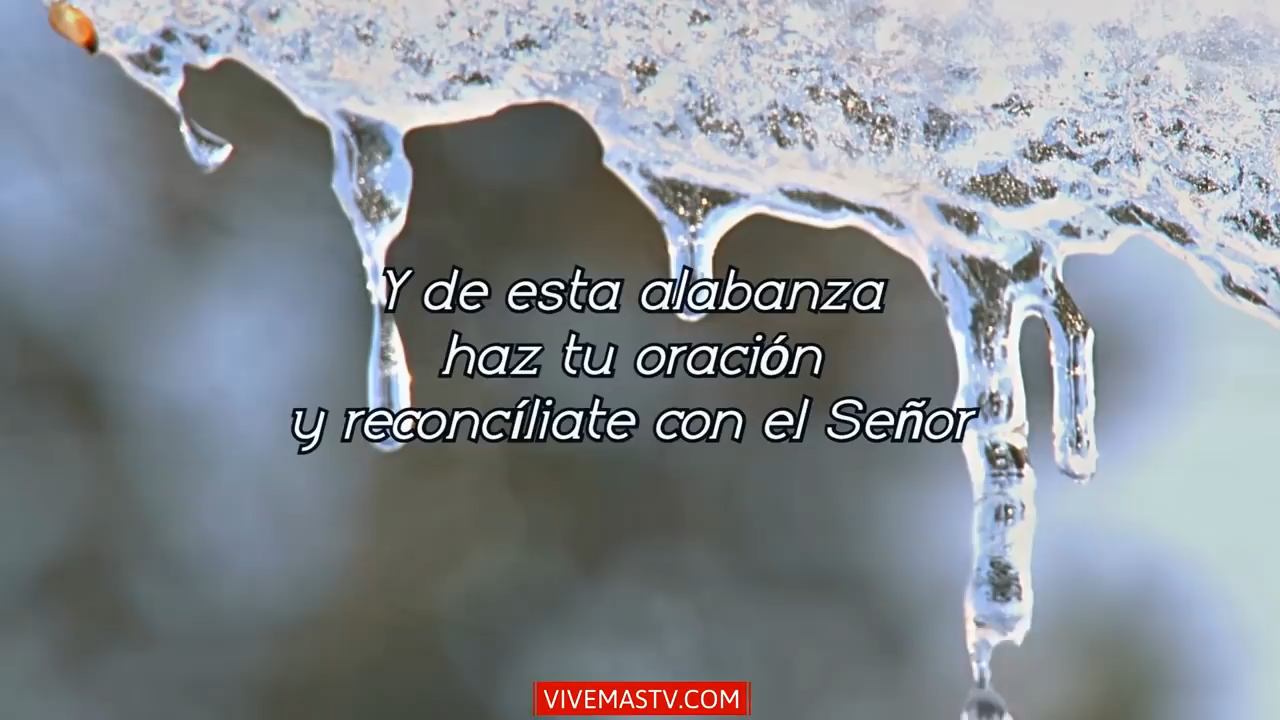 Y de esta alabanza
haz tu oración
y reconcíliate con el Señor
VIVEMASTV.COM